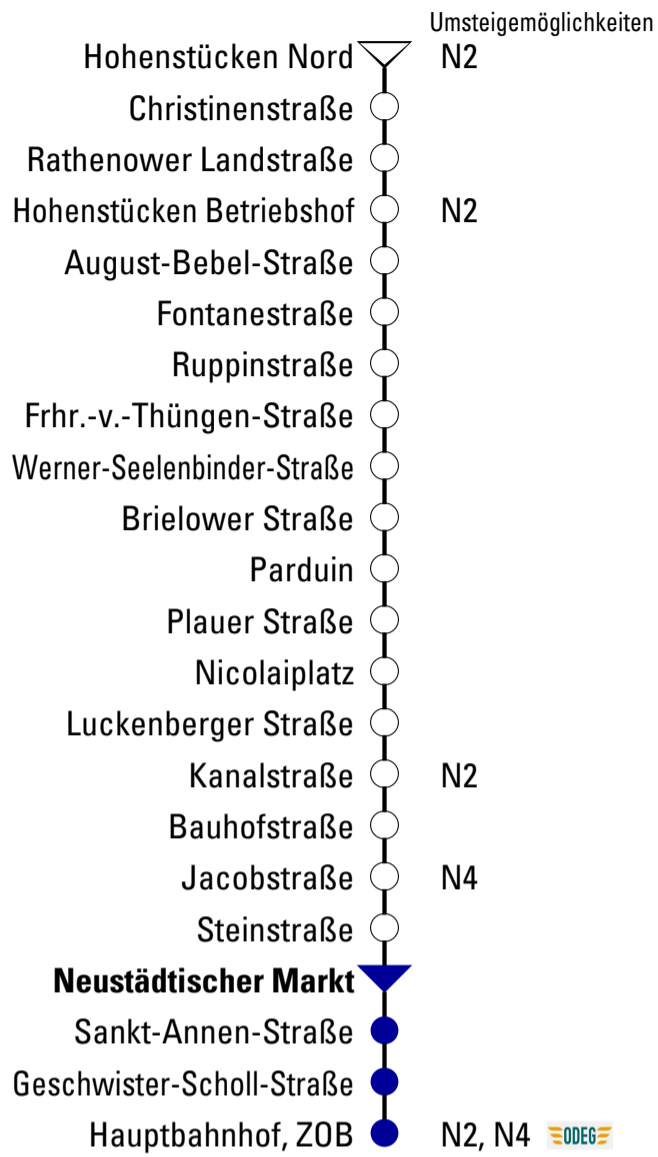 Umsteigemöglichkeiten
Hohenstücken Nord N2
Christinenstraße
Rathenower Landstraße
Hohenstücken Betriebshof N2
August-Bebel-Straße
Fontanestraße
Ruppinstraße
Frhr.-v.-Thüngen-Straße
Werner-Seelenbinder-Straße
Brielower Straße
Parduin
Plauer Straße
Nicolaiplatz
Luckenberger Straße
Kanalstraße N2
Bauhofstraße
Jacobstraße N4
Steinstraße
Neustädtischer Markt
Sankt-Annen-Straße
Geschwister-Scholl-Straße
Hauptbahnhof, ZOB N2, N4 ODEG